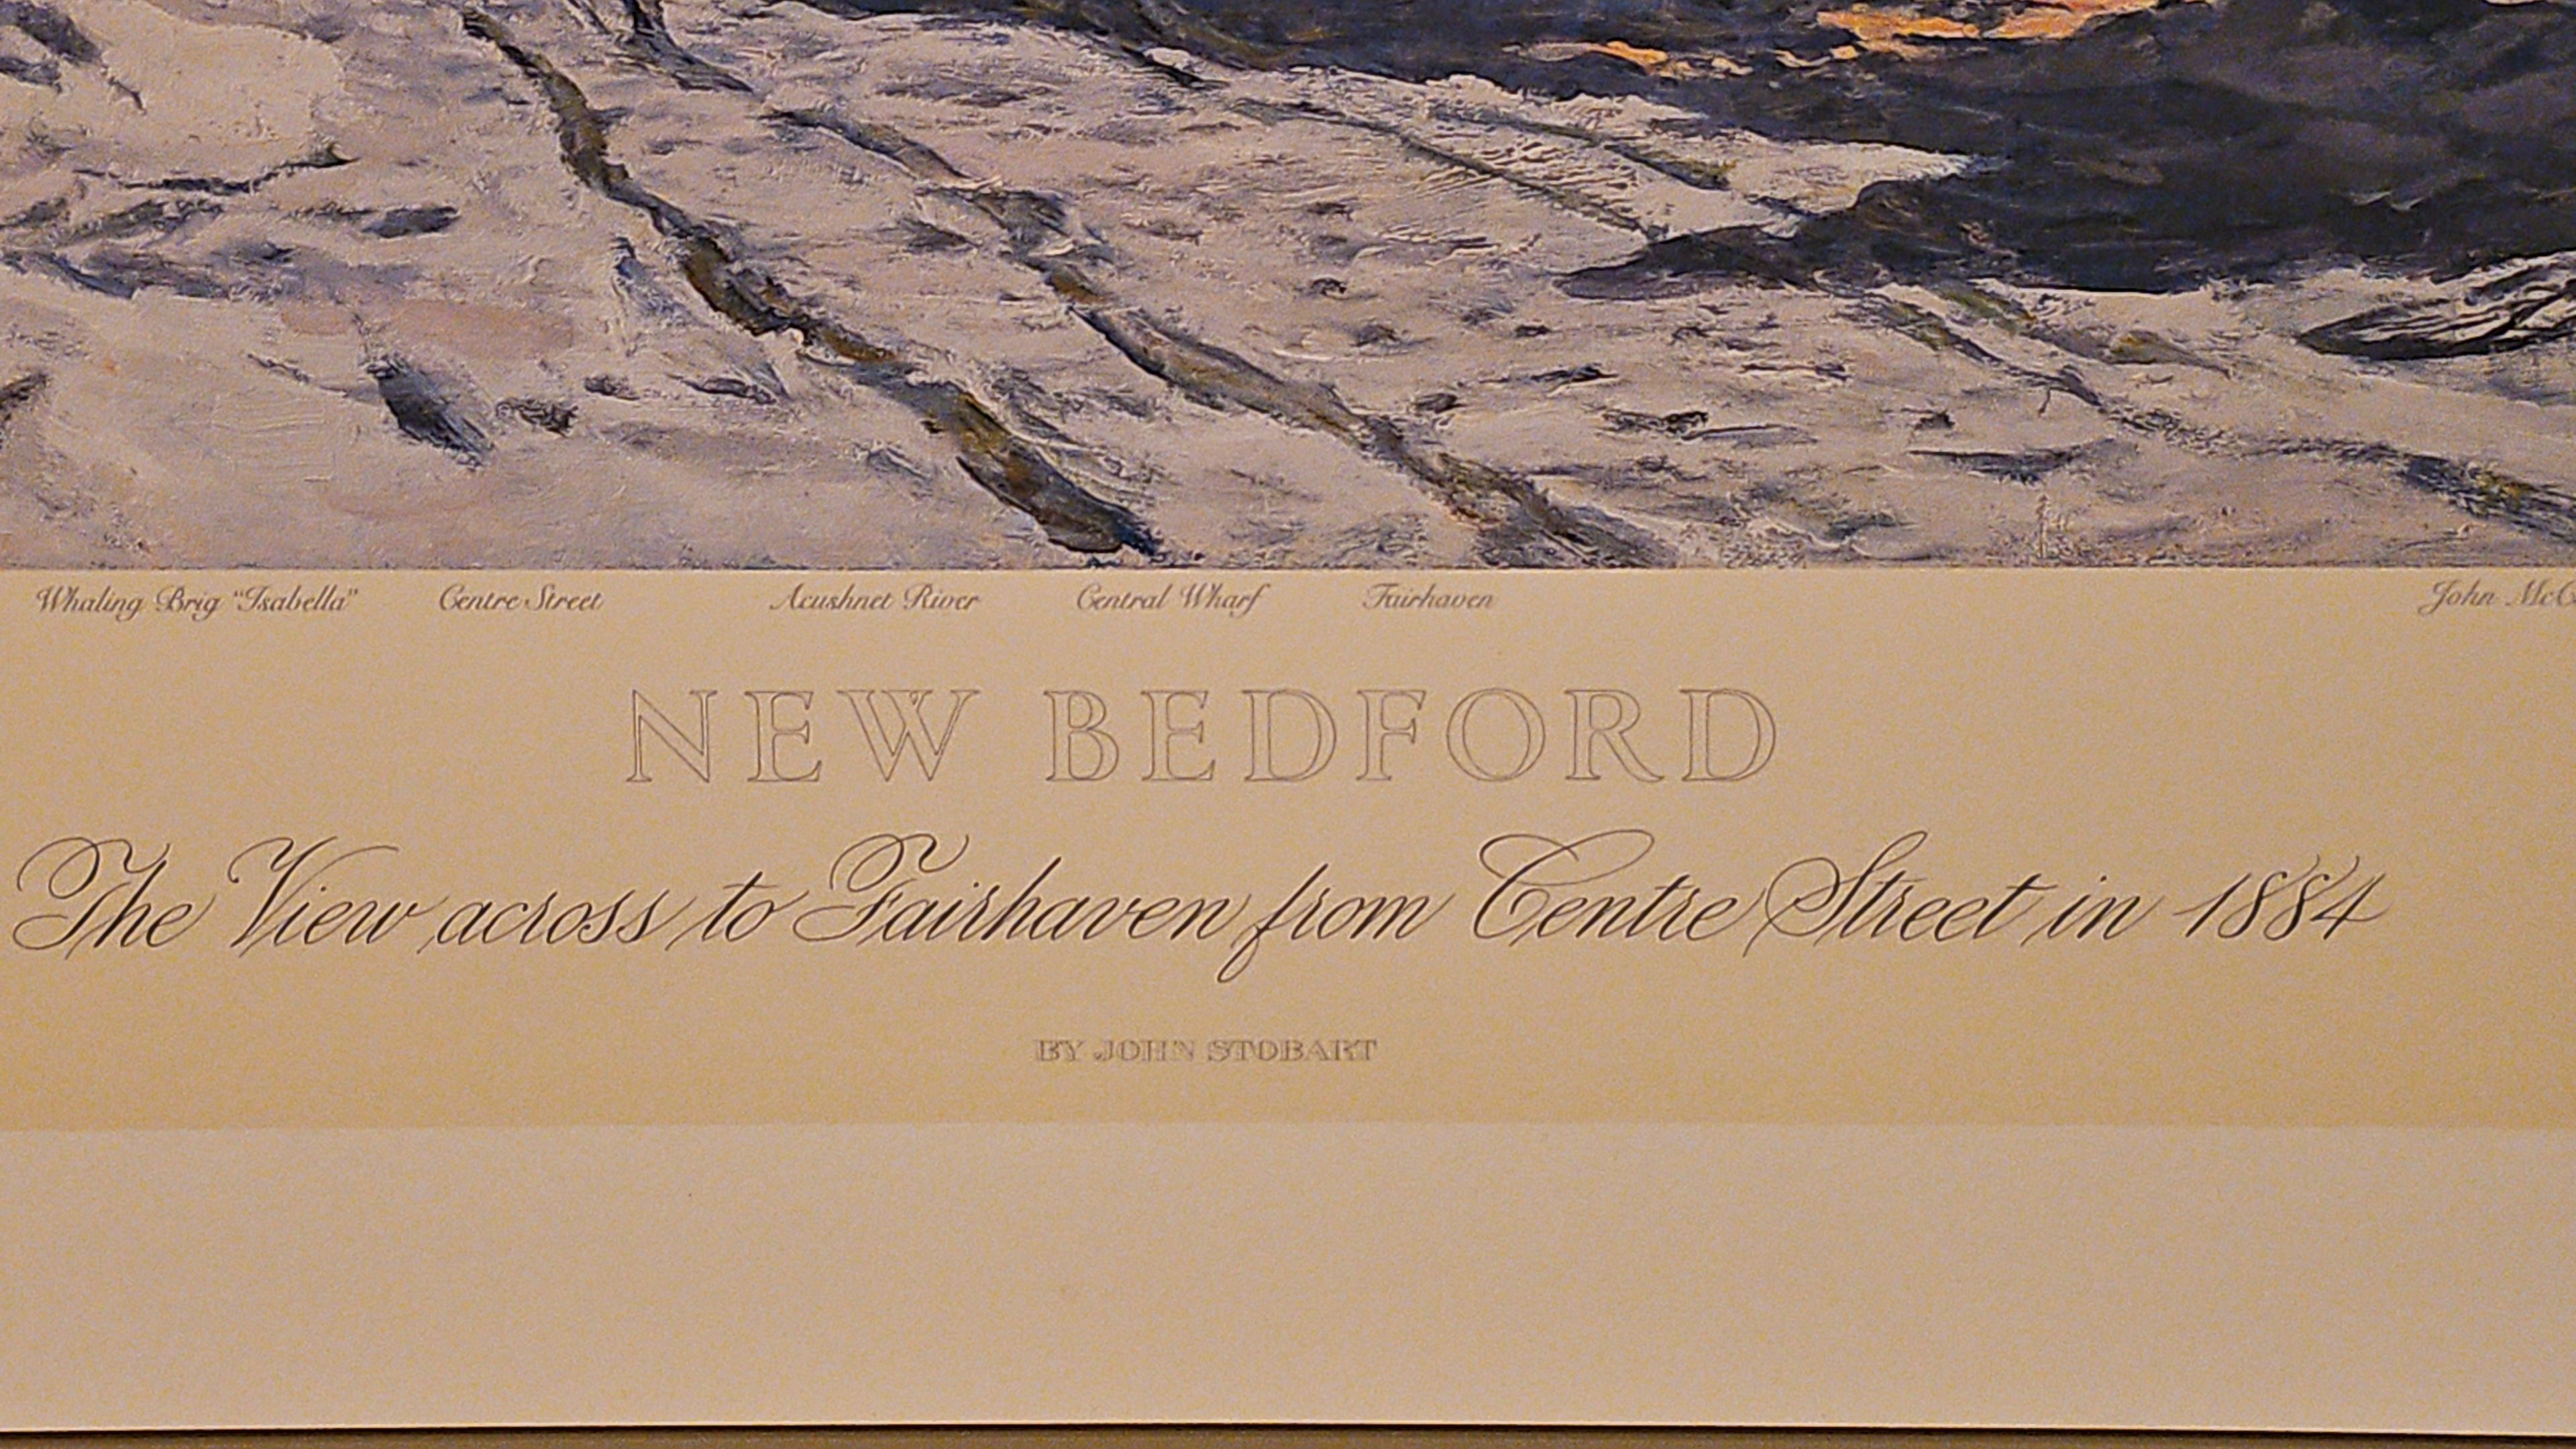 Whaling Brig "Isabella" Centre Street Acushnet River Central Wharf Fairhaven John
NEW BEDFORD
The View across to Fairhaven from Centre Street in 1884
BY JOHN STOBART